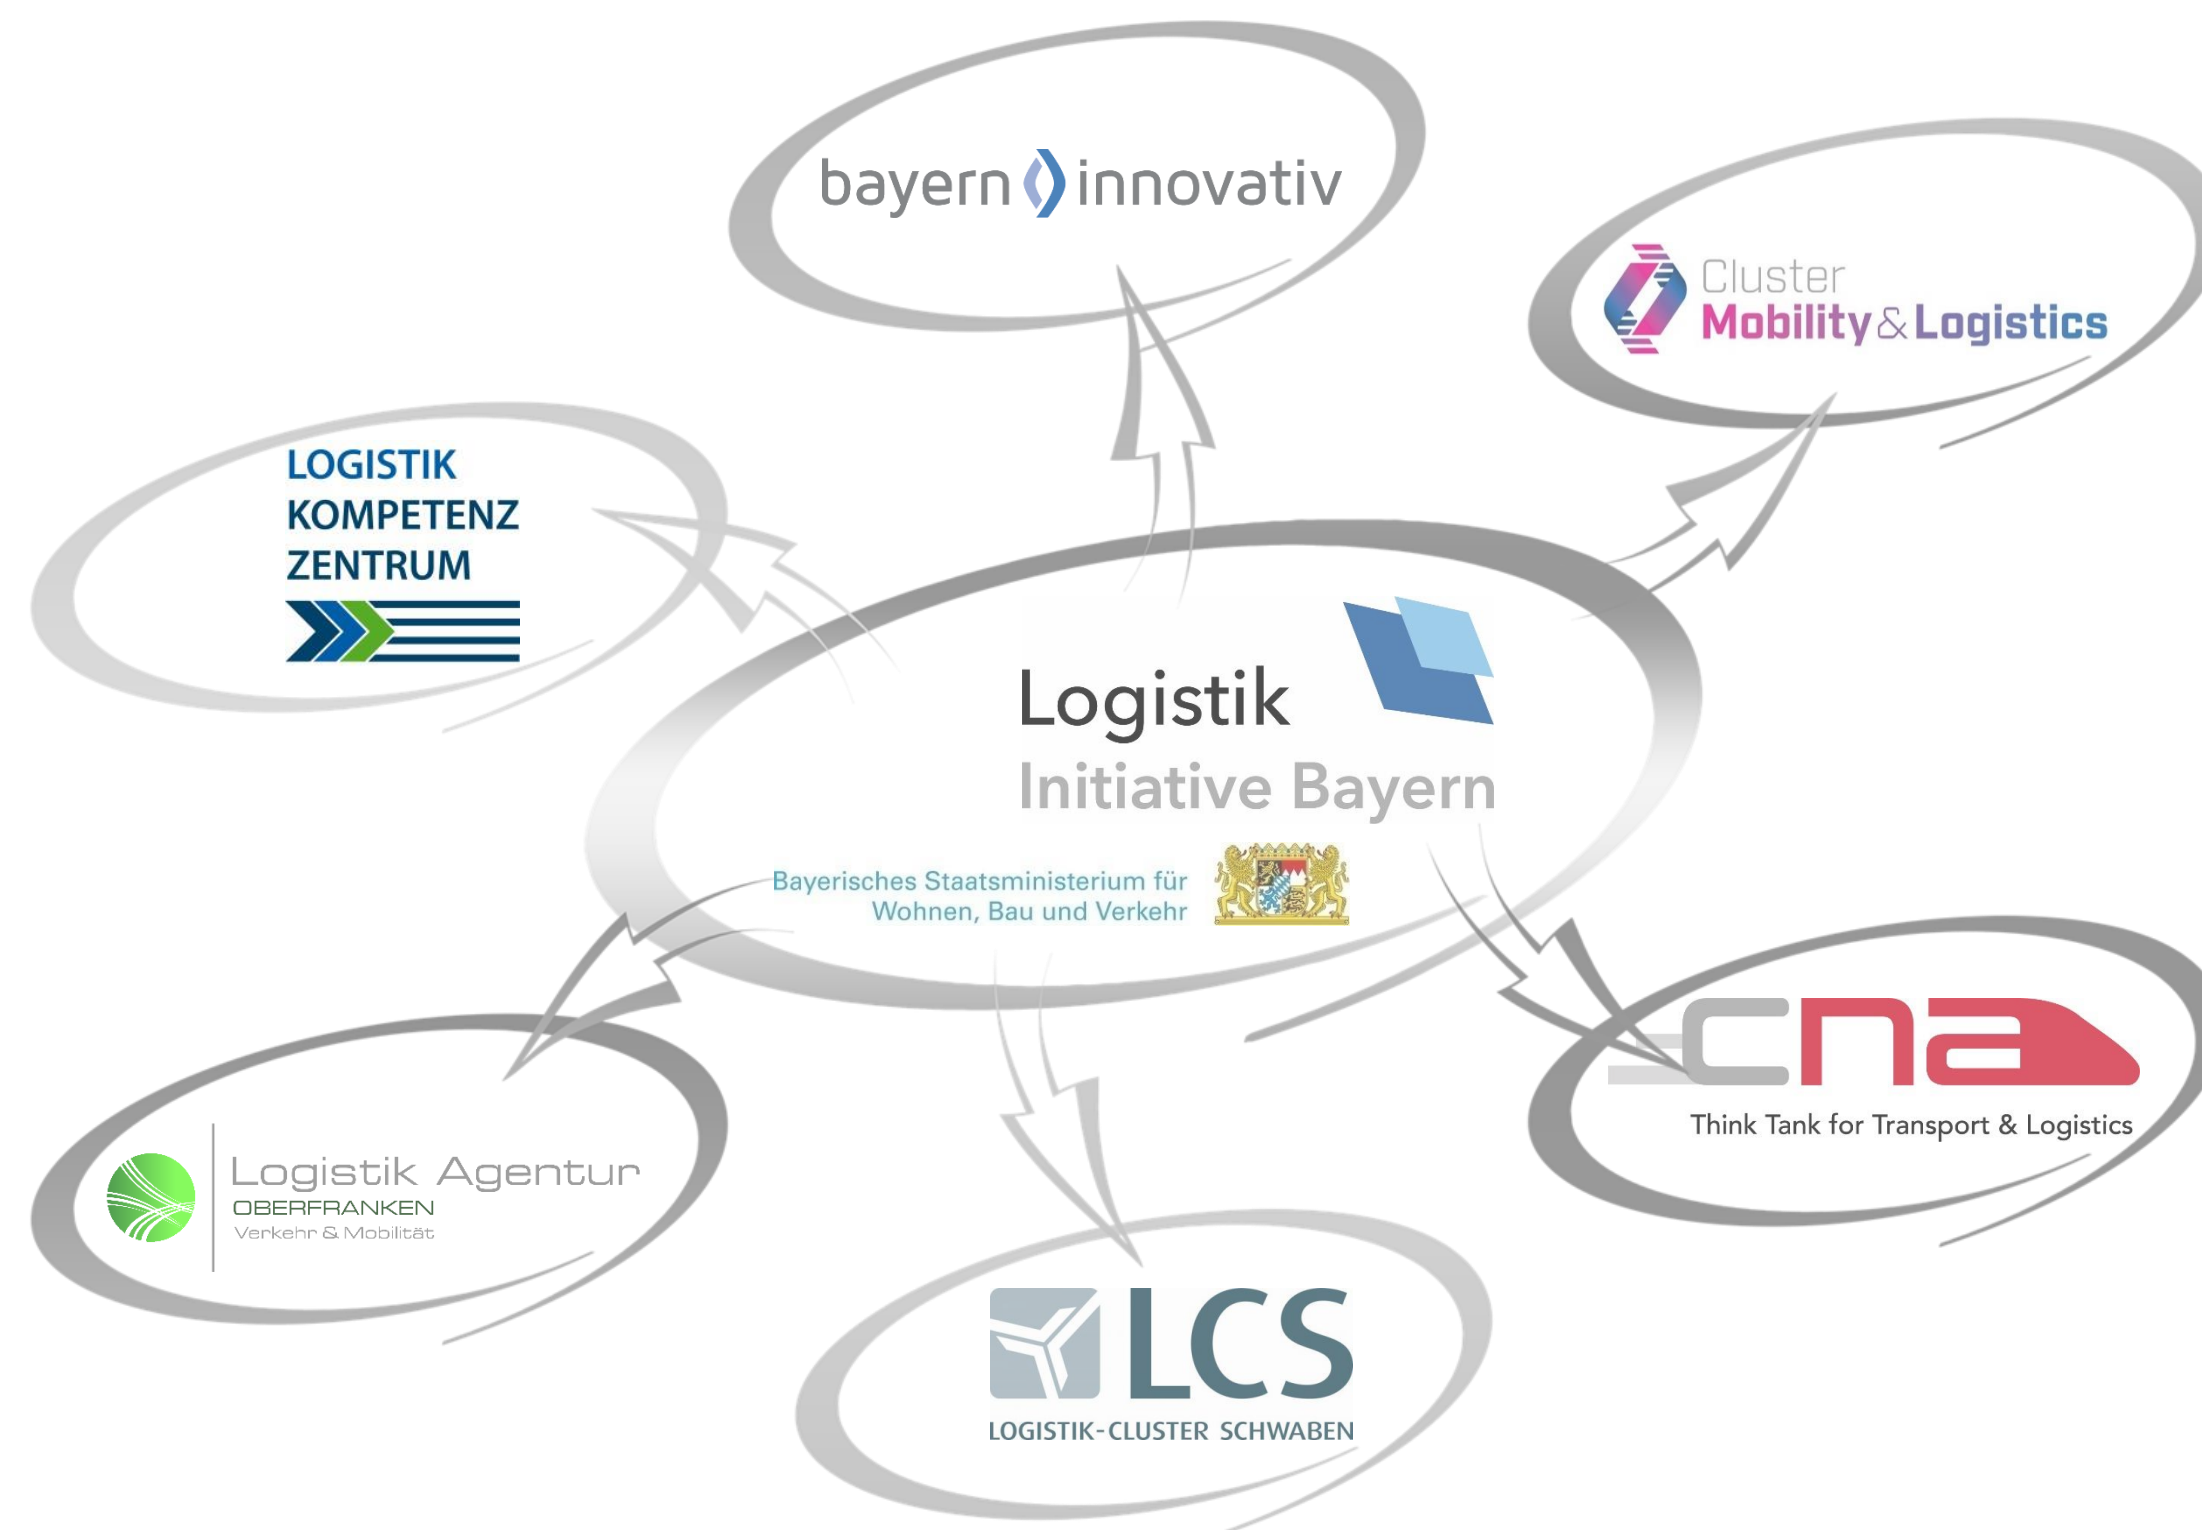 bayern innovativ
Cluster
Mobility & Logistics
LOGISTIK
KOMPETENZ
ZENTRUM
Logistik
Initiative Bayern
Bayerisches Staatsministerium für
Wohnen, Bau und Verkehr
cna
Think Tank for Transport & Logistics
Logistik Agentur
OBERFRANKEN
Verkehr & Mobilität
LCS
LOGISTIK-CLUSTER SCHWABEN